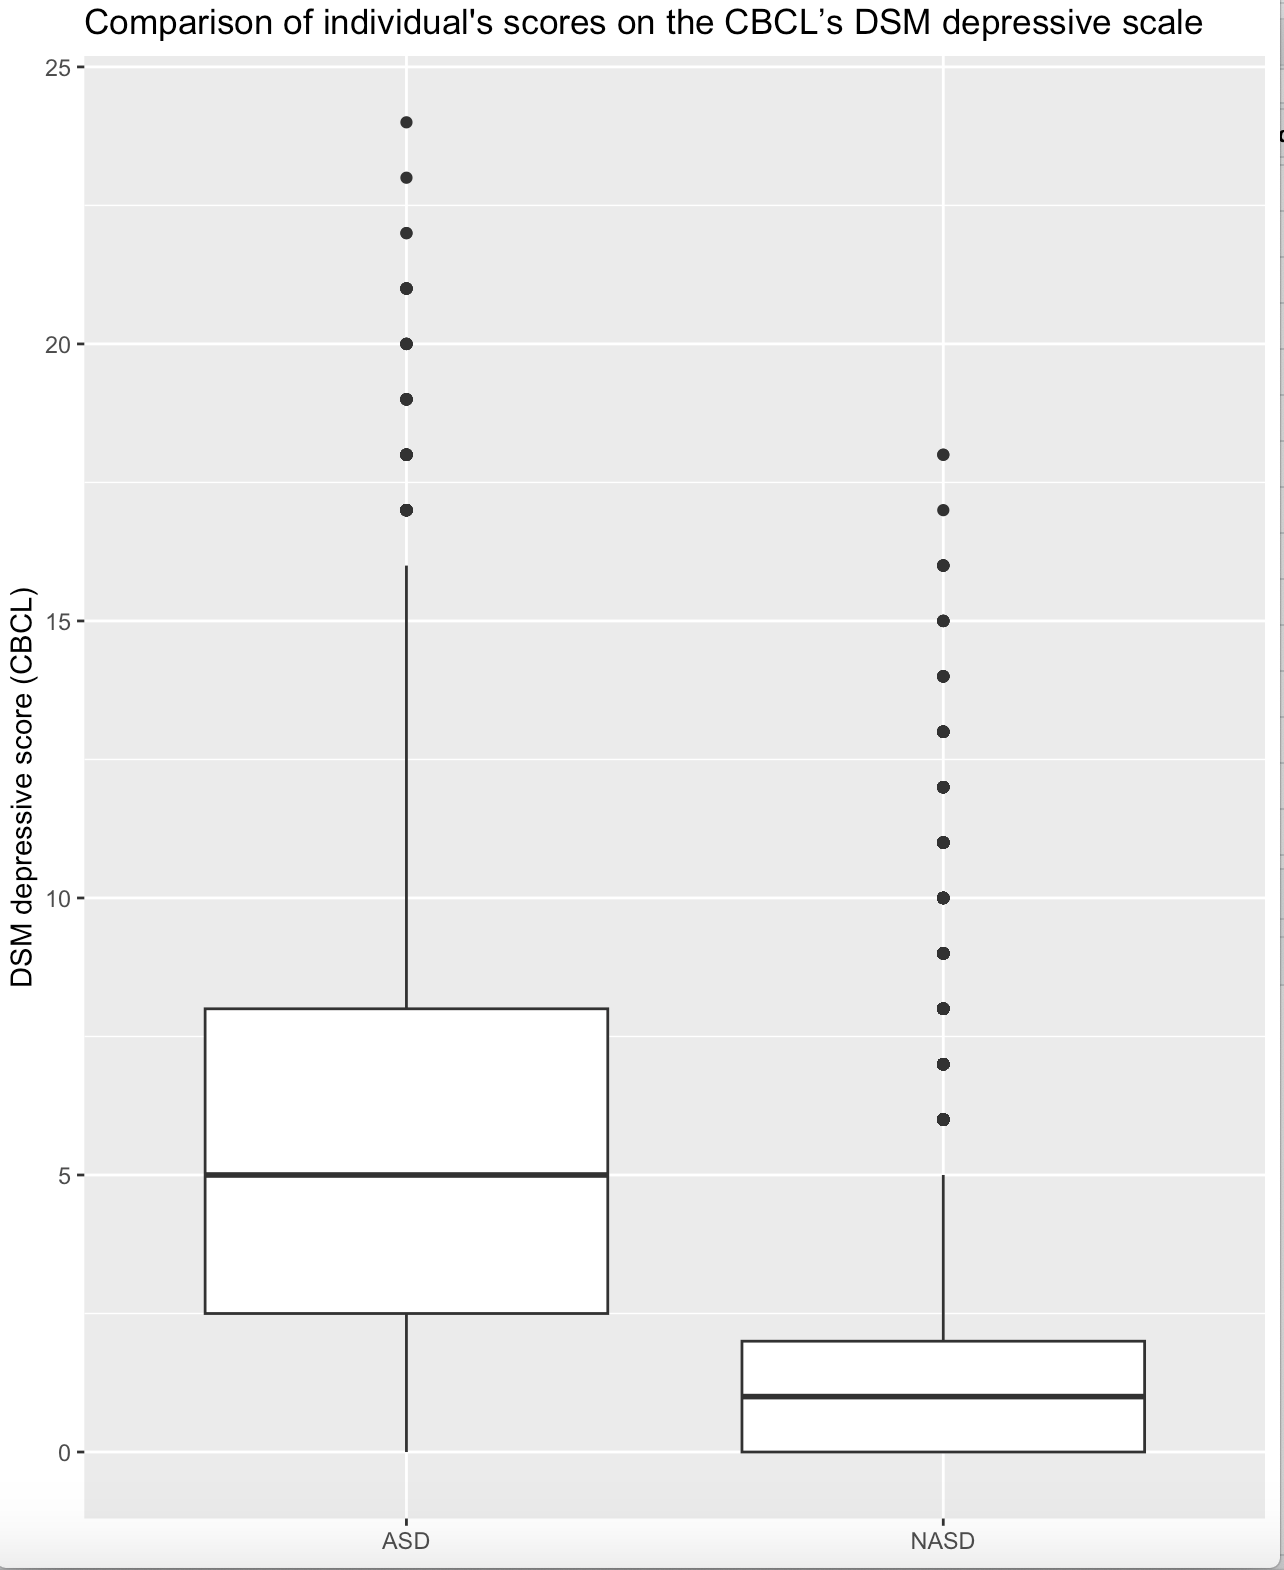 Comparison of individual's scores on the CBCL’s DSM depressive scale
DSM depressive score (CBCL)
25
20
15
10
5
0
ASD
NASD